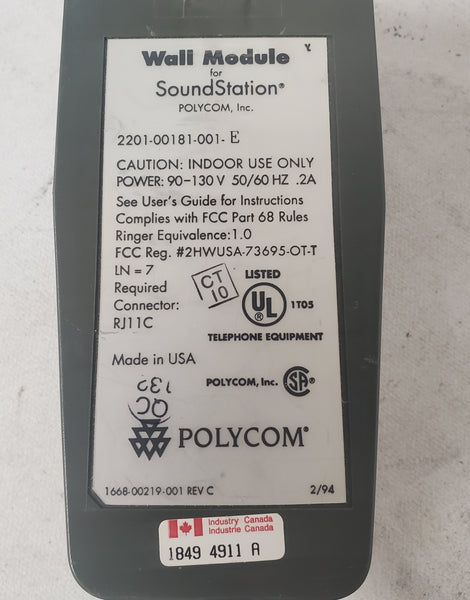 Wall Module
for
SoundStation®
POLYCOM, Inc.
2201-00181-001- E
CAUTION: INDOOR USE ONLY
POWER: 90–130 V 50/60 HZ .2A
See User's Guide for Instructions
Complies with FCC Part 68 Rules
Ringer Equivalence:1.0
FCC Reg. #2HWUSA-73695-OT-T
LN = 7
Required
Connector:
RJ11C
CT
10
LISTED
UL ®
1T05
TELEPHONE EQUIPMENT
Made in USA
POLYCOM, Inc.
SA ®
QC
POLYCOM®
1668-00219-001 REV C
2/94
Industry Canada
Industrie Canada
1849 4911 A